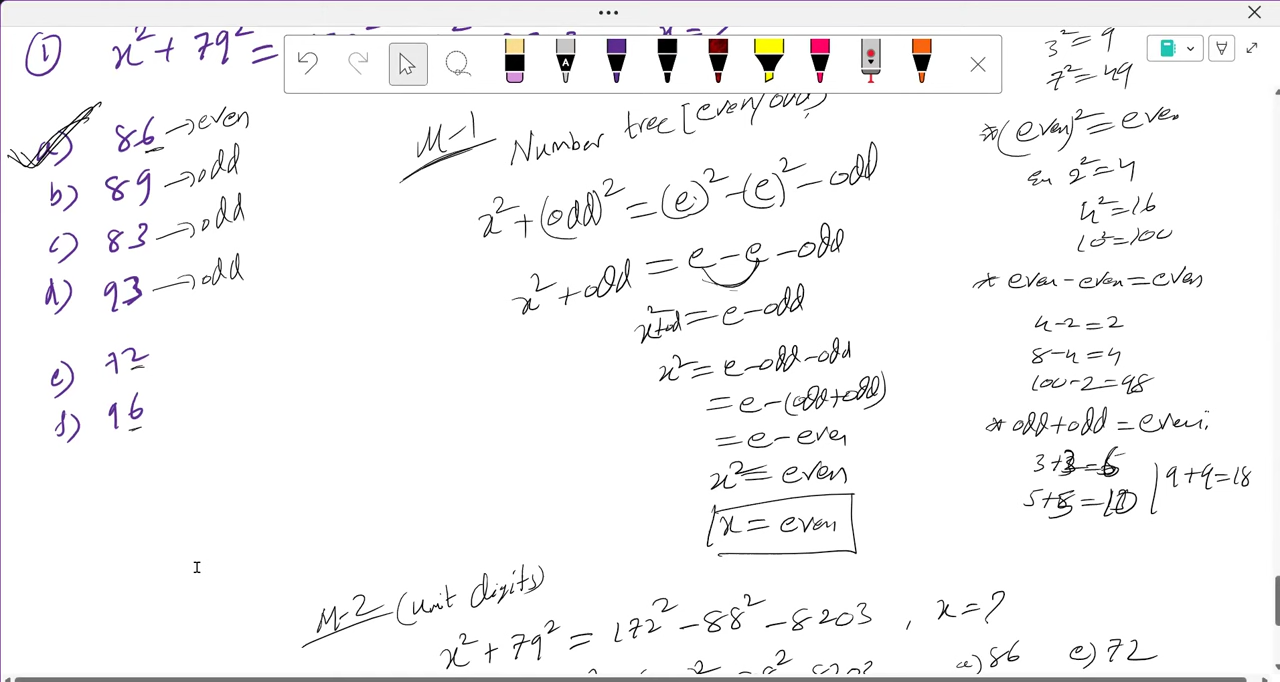 ① x² + 79² =
a) 86 → even
b) 89 → odd
c) 83 → odd
d) 93 → odd
e) 72
f) 96
M-1 Number tree [even/odd)
x² + (odd)² = (e)² - (e)² - odd
x² + odd = e - e - odd
x² + od = e - odd
x² = e - odd - odd
= e - (odd + odd)
= e - even
x² = even
x = even
3² = 9
7² = 49
* (even)² = even
2² = 4
4² = 16
10² = 100
* even - even = even
4 - 2 = 2
8 - 4 = 4
100 - 2 = 98
* odd + odd = even
3 + 3 = 6
5 + 5 = 10 | 9 + 9 = 18
M-2 (unit digits)
x² + 79² = 172² - 88² - 8203 , x = ?
a) 86 e) 72